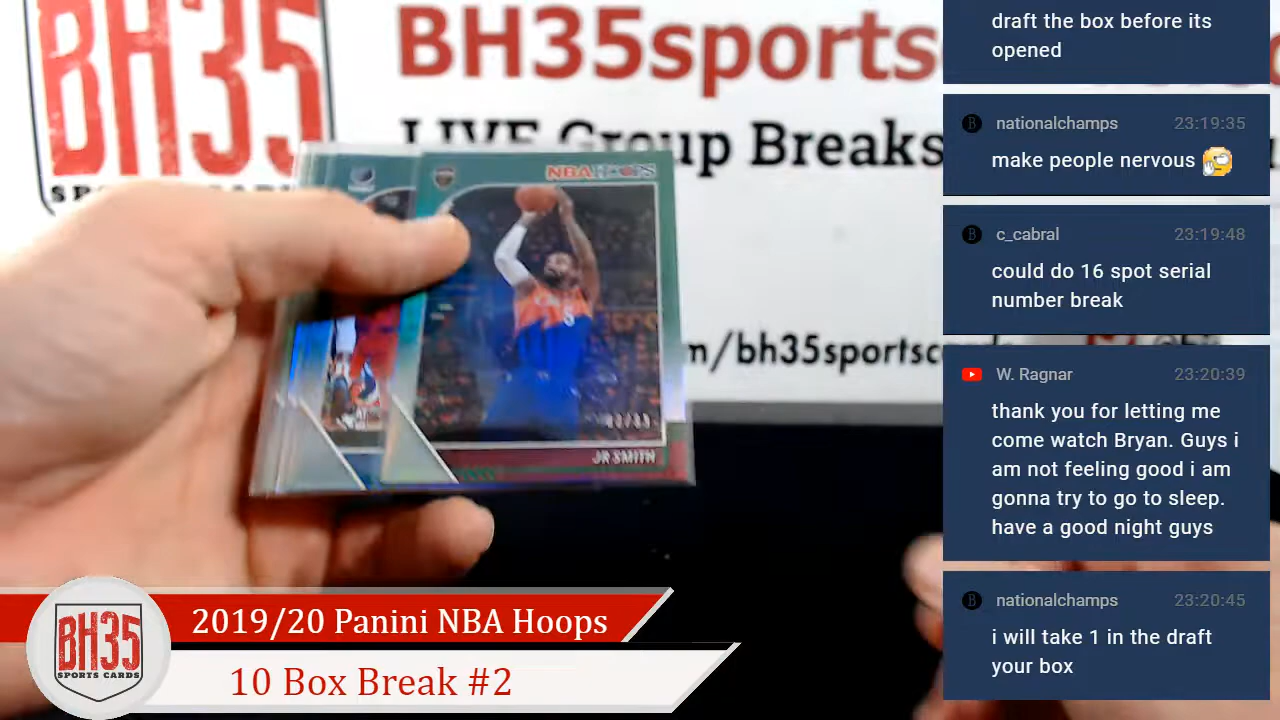 BH35
BH35sports
LIVE Group Breaks
m/bh35sportsc
NBA HOOPS
JR SMITH
5
draft the box before its
opened
nationalchamps 23:19:35
make people nervous
c_cabral 23:19:48
could do 16 spot serial
number break
W. Ragnar 23:20:39
thank you for letting me
come watch Bryan. Guys i
am not feeling good i am
gonna try to go to sleep.
have a good night guys
nationalchamps 23:20:45
i will take 1 in the draft
your box
BH35
SPORTS CARDS
2019/20 Panini NBA Hoops
10 Box Break #2